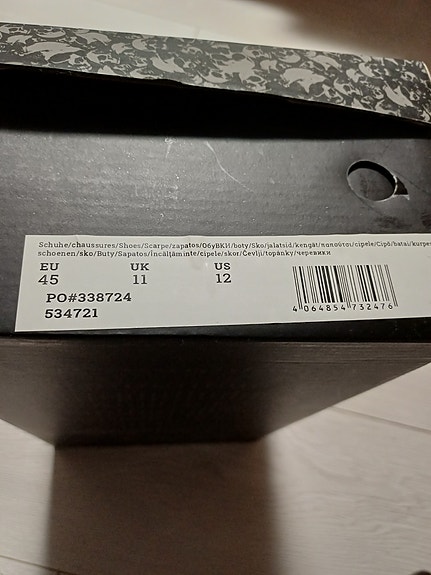 Schuhe/chaussures/Shoes/Scarpe/zapatos/ОбуВКИ/boty/Sko/jalatsid/kengät/παπούτσι/cipele/Cipő/batai/kurpes
schoenen/sko/Buty/Sapatos/Încălțăminte/cipele/skor/Čevlji/topánky/черевики
EU UK US
45 11 12
PO#338724
534721
4 064854 732476